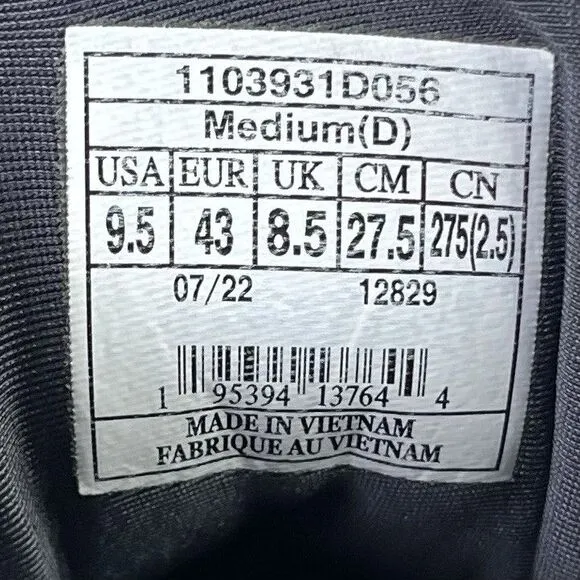 1103931D056
Medium(D)
USA EUR UK CM CN
9.5 43 8.5 27.5 275(2.5)
07/22 12829
1 95394 13764 4
MADE IN VIETNAM
FABRIQUE AU VIETNAM